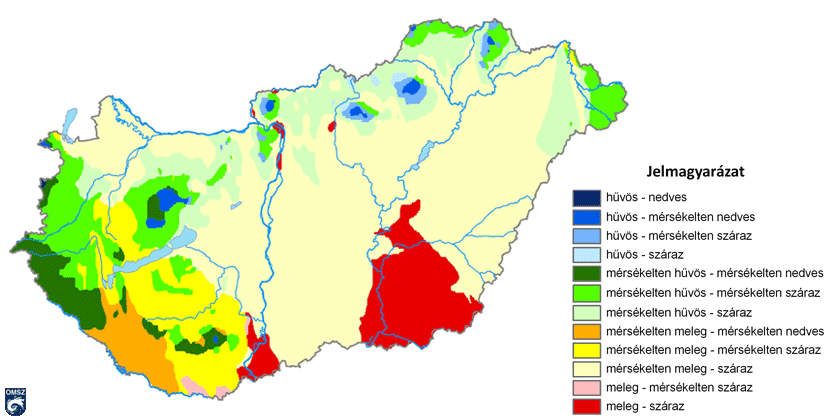 Jelmagyarázat
hűvös - nedves
hűvös - mérsékelten nedves
hűvös - mérsékelten száraz
hűvös - száraz
mérsékelten hűvös - mérsékelten nedves
mérsékelten hűvös - mérsékelten száraz
mérsékelten hűvös - száraz
mérsékelten meleg - mérsékelten nedves
mérsékelten meleg - mérsékelten száraz
mérsékelten meleg - száraz
meleg - mérsékelten száraz
meleg - száraz
OMSZ